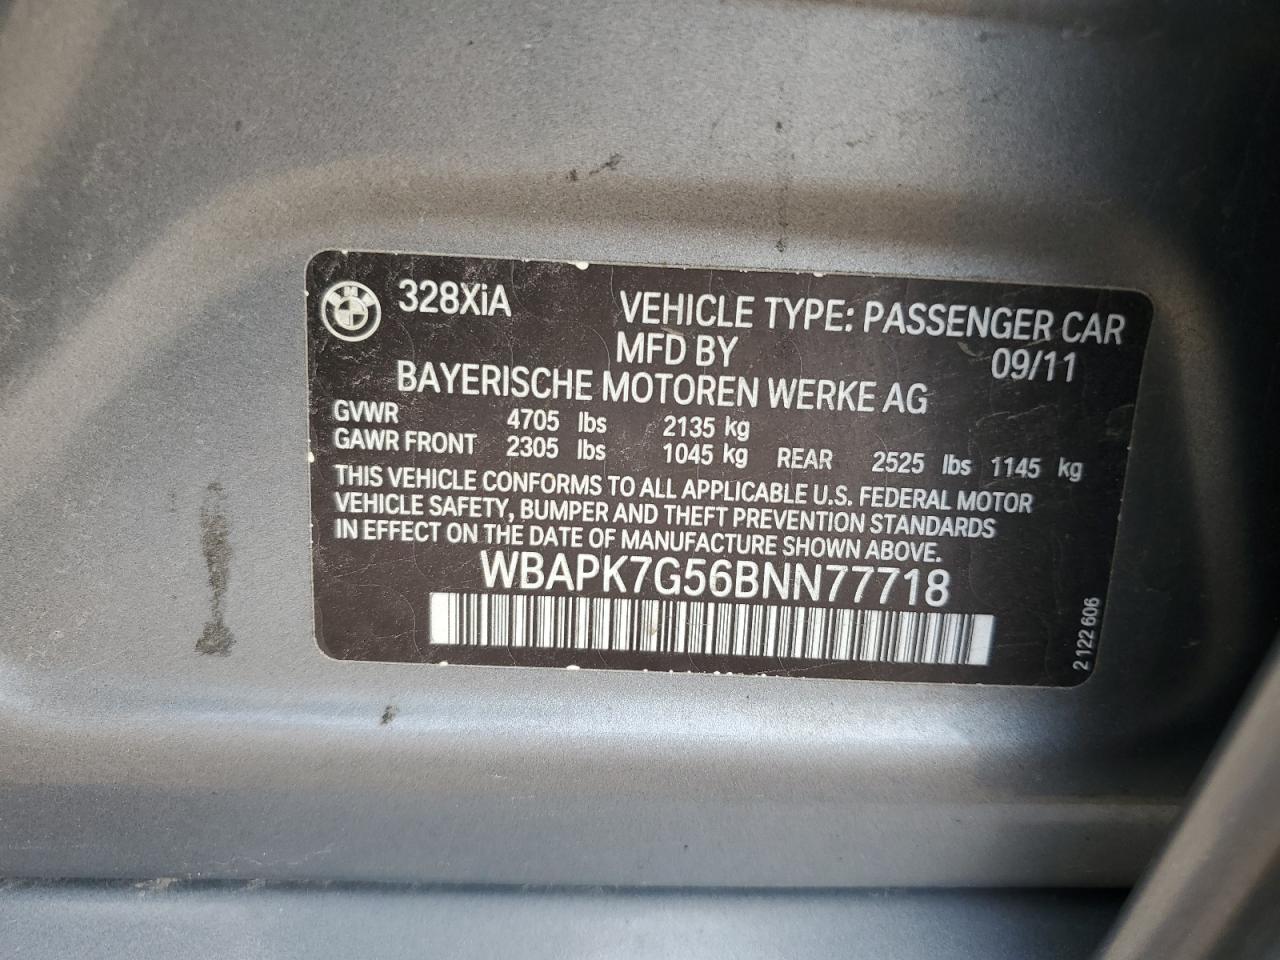 BMW 328XiA VEHICLE TYPE: PASSENGER CAR
MFD BY 09/11
BAYERISCHE MOTOREN WERKE AG
GVWR 4705 lbs 2135 kg
GAWR FRONT 2305 lbs 1045 kg REAR 2525 lbs 1145 kg
THIS VEHICLE CONFORMS TO ALL APPLICABLE U.S. FEDERAL MOTOR
VEHICLE SAFETY, BUMPER AND THEFT PREVENTION STANDARDS
IN EFFECT ON THE DATE OF MANUFACTURE SHOWN ABOVE.
WBAPK7G56BNN77718
2 122 606